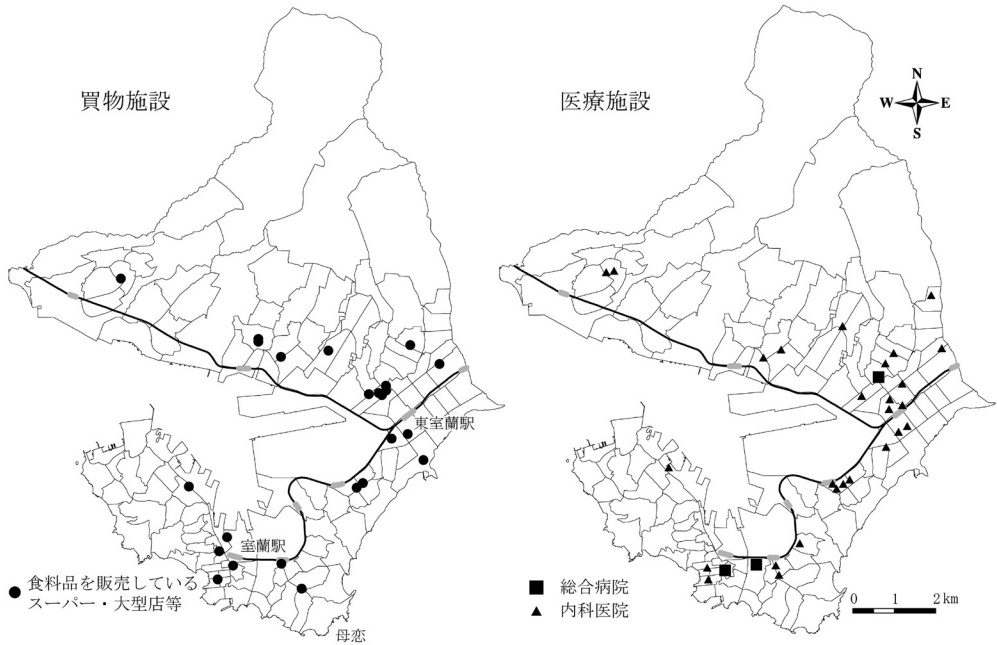 買物施設
医療施設
N
W
E
S
東室蘭駅
室蘭駅
食料品を販売している
スーパー・大型店等
母恋
総合病院
内科医院
0 1 2km